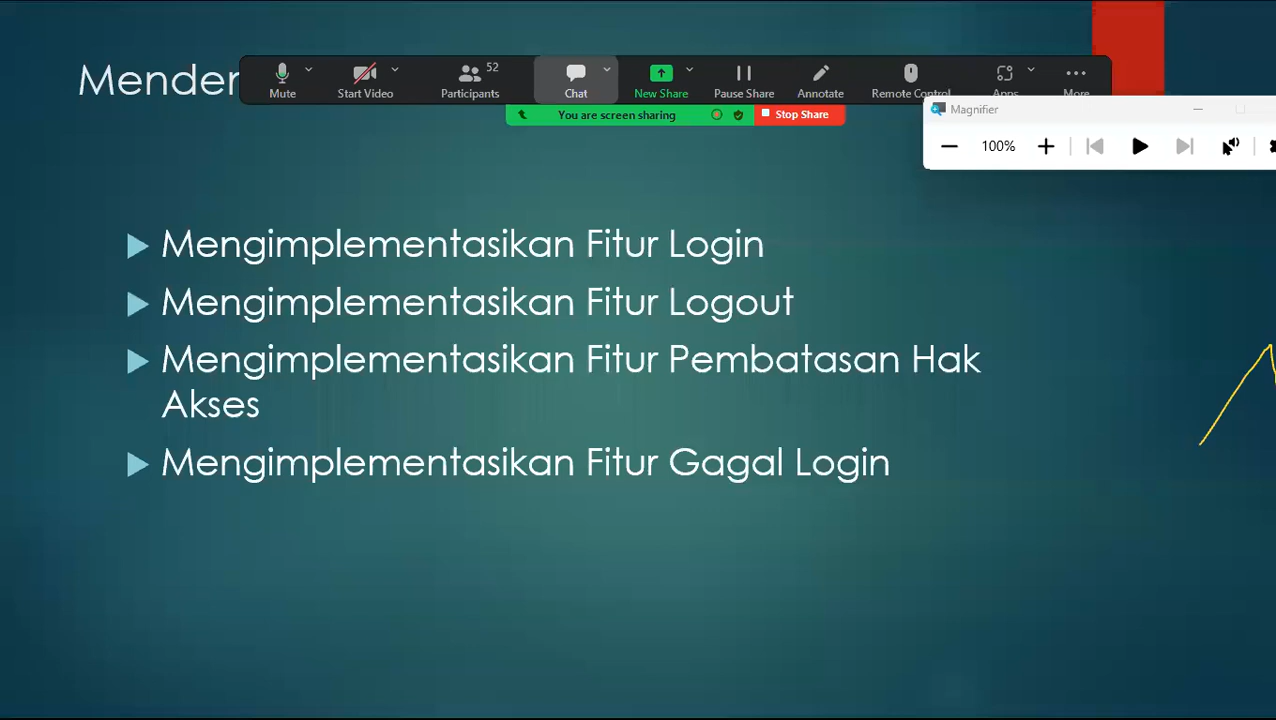 Mender
52
Mute
Start Video
Participants
Chat
New Share
Pause Share
Annotate
Remote Control
Apps
More
You are screen sharing
Stop Share
Magnifier
100%
Mengimplementasikan Fitur Login
Mengimplementasikan Fitur Logout
Mengimplementasikan Fitur Pembatasan Hak
Akses
Mengimplementasikan Fitur Gagal Login